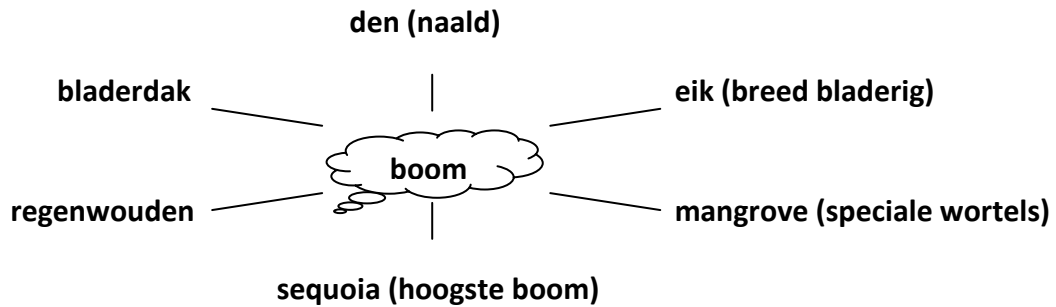 den (naald)
bladerdak
eik (breed bladerig)
boom
regenwouden
mangrove (speciale wortels)
sequoia (hoogste boom)